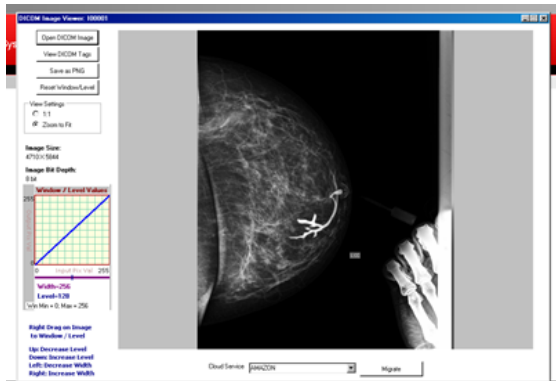 DICOM Image Viewer: I00001
Open DICOM Image
View DICOM Tags
Save as PNG
Reset Window/Level
View Settings
1:1
Zoom to Fit
Image Size:
4710 X 5844
Image Bit Depth:
8 bit
Window / Level Values
255
0 Input Pix Val 255
Width=256
Level=128
Win Min = 0; Max = 256
Right Drag on Image
to Window / Level
Up: Decrease Level
Down: Increase Level
Left: Decrease Width
Right: Increase Width
Cloud Service AMAZON Migrate